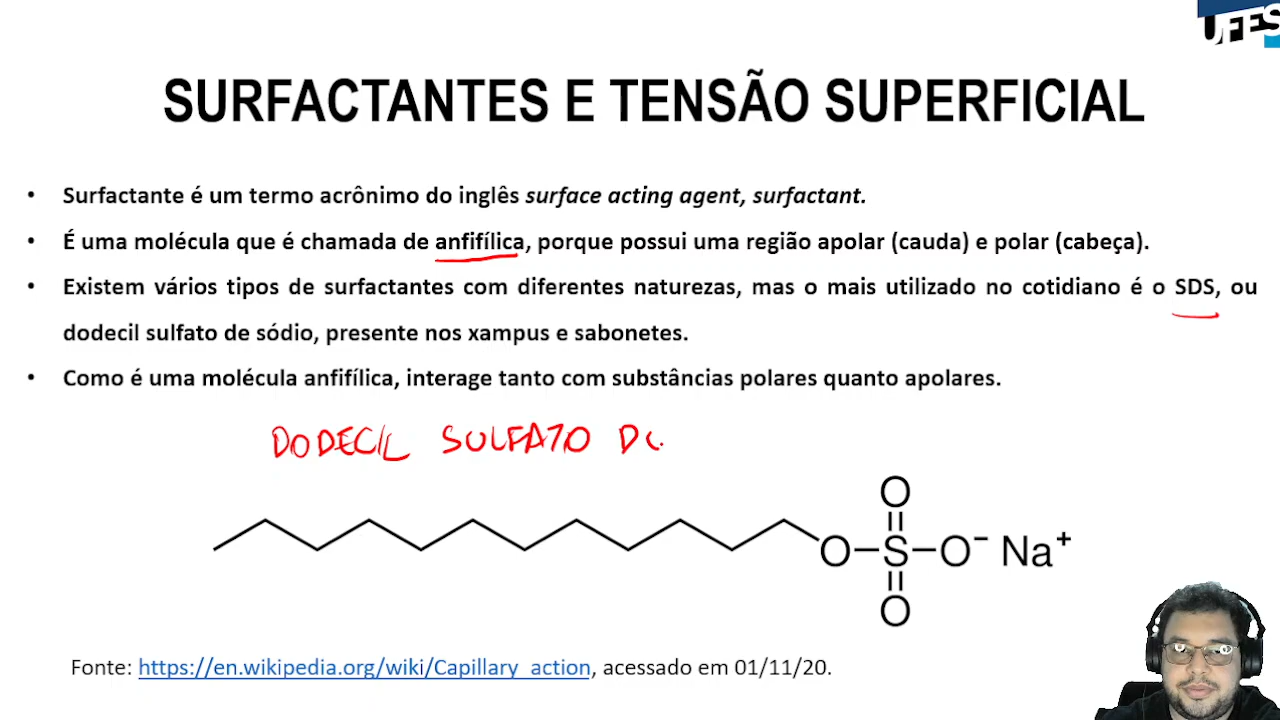 UFES
SURFACTANTES E TENSÃO SUPERFICIAL
• Surfactante é um termo acrônimo do inglês surface acting agent, surfactant.
• É uma molécula que é chamada de anfifílica, porque possui uma região apolar (cauda) e polar (cabeça).
• Existem vários tipos de surfactantes com diferentes naturezas, mas o mais utilizado no cotidiano é o SDS, ou
dodecil sulfato de sódio, presente nos xampus e sabonetes.
• Como é uma molécula anfifílica, interage tanto com substâncias polares quanto apolares.
DODECIL SULFATO D
O
O–S–O⁻ Na⁺
O
Fonte: https://en.wikipedia.org/wiki/Capillary_action, acessado em 01/11/20.